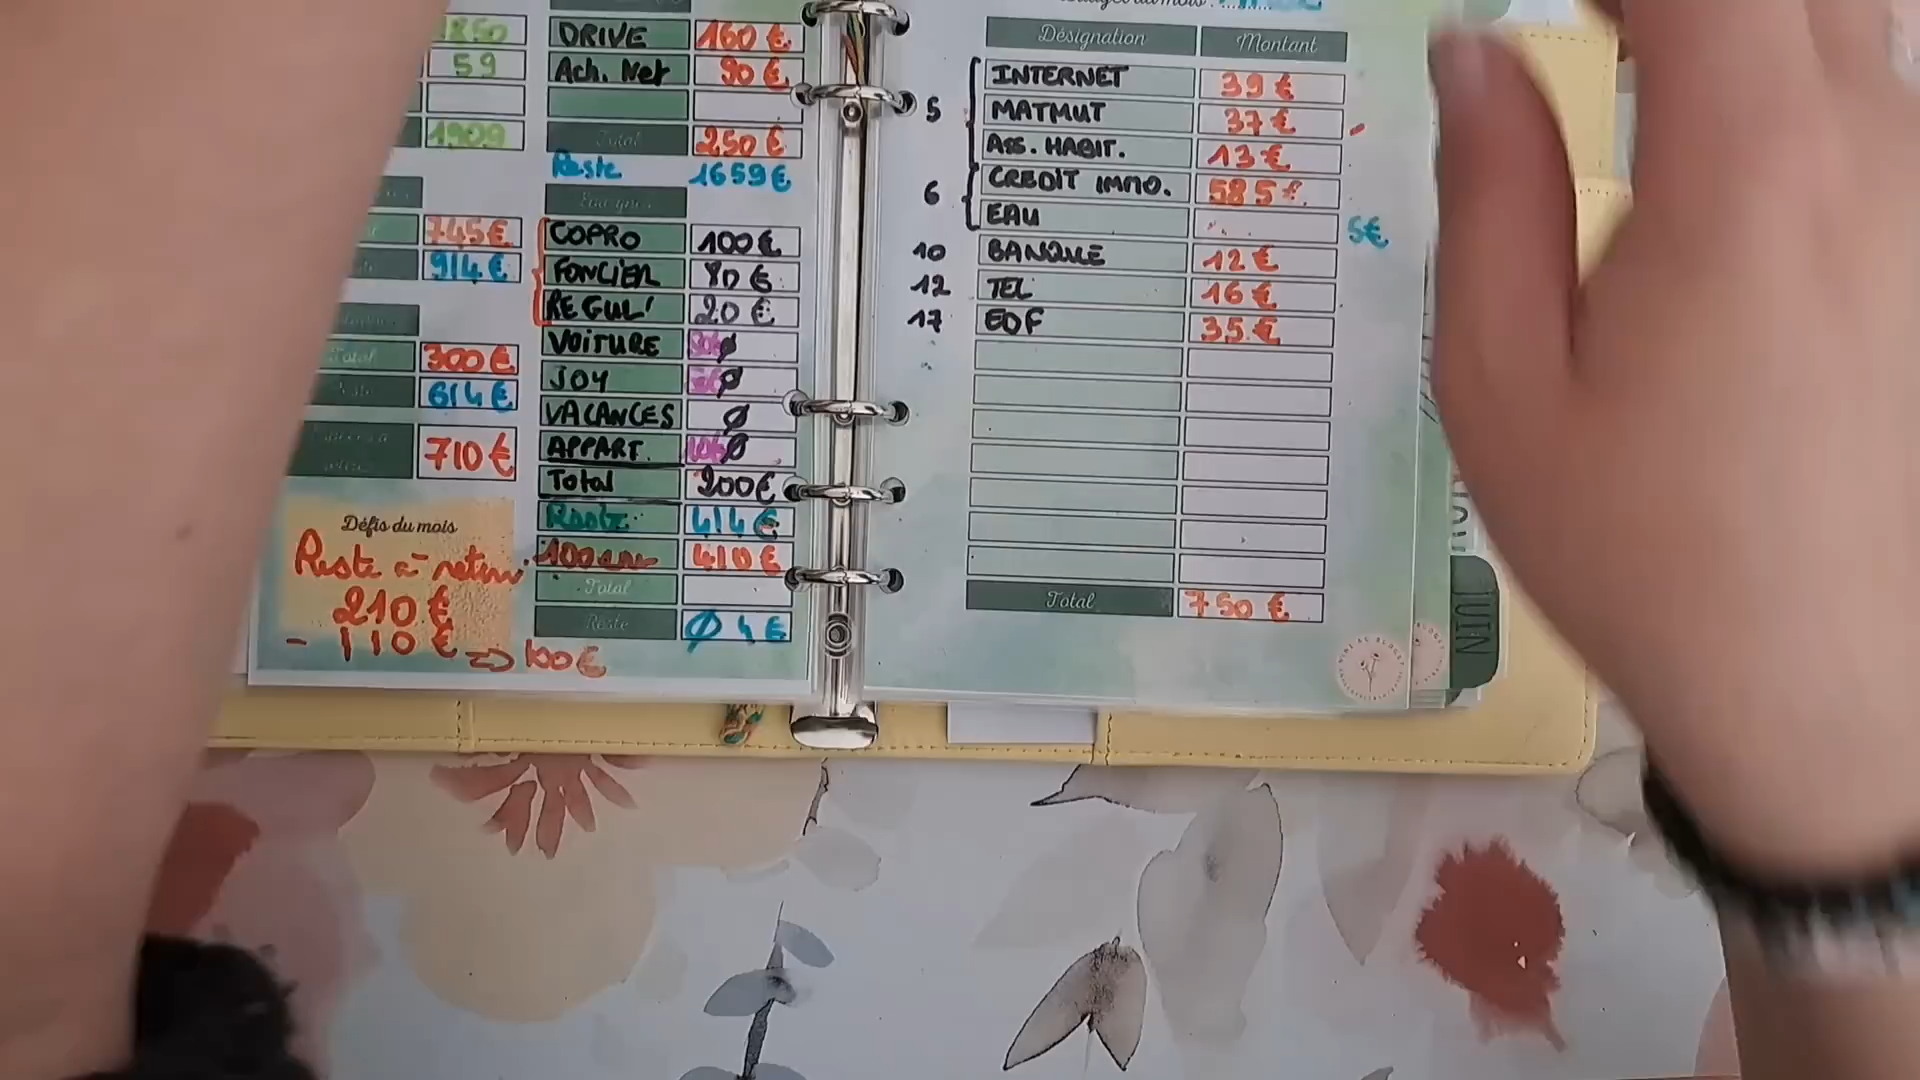 1850
59
1909
745€
914€
Total 300€
614€
710€
Défis du mois
Reste à retirer
210€
- 110€ => 100€
DRIVE 160€
Ach. Net 90€
Total 250€
Reste 1659€
COPRO 100€
FONCIER 80€
REGUL' 20€
VOITURE Ø
JOY Ø
VACANCES Ø
APPART. Ø
Total 200€
Reste 414€
410€
Total
Reste Ø 4€
Désignation Montant
5
INTERNET 39€
MATMUT 37€
ASS. HABIT. 13€
6
CREDIT IMMO. 585€
EAU 5€
10 BANQUE 12€
12 TEL 16€
17 EDF 35€
Total 750€
JUIN